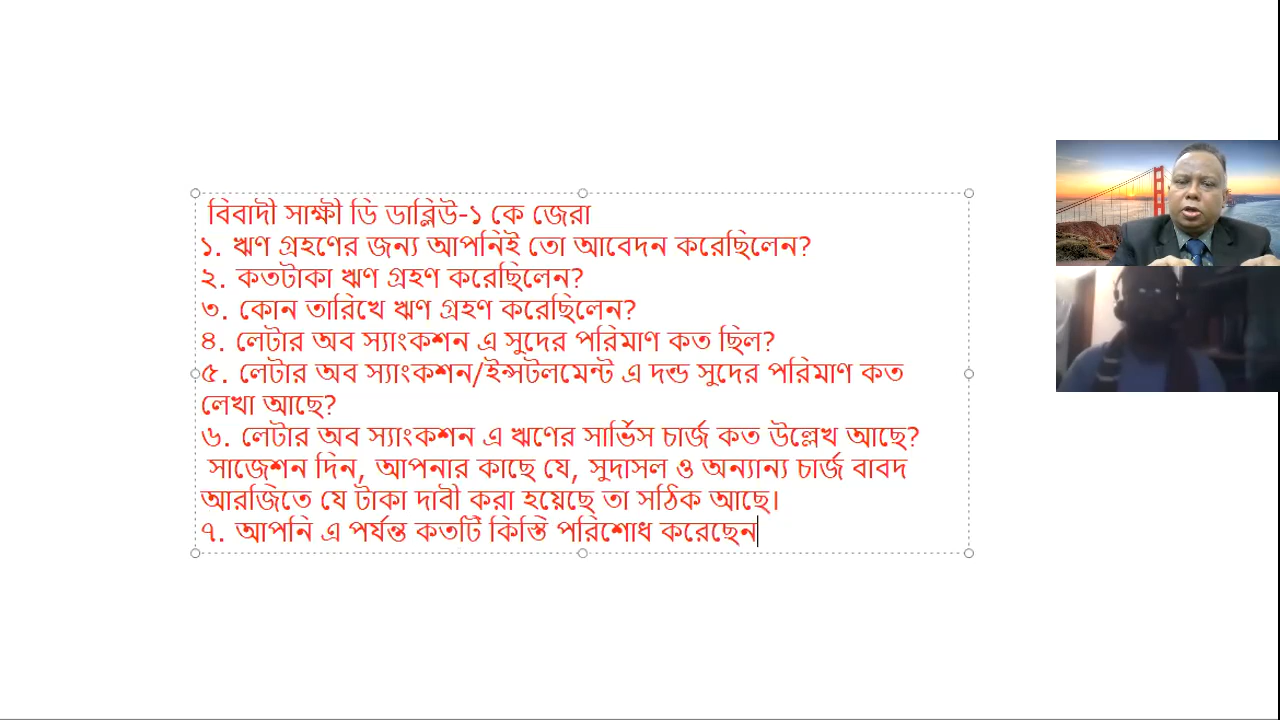 বিবাদী সাক্ষী ডি ডাব্লিউ-১ কে জেরা
১. ঋণ গ্রহণের জন্য আপনিই তো আবেদন করেছিলেন?
২. কতটাকা ঋণ গ্রহণ করেছিলেন?
৩. কোন তারিখে ঋণ গ্রহণ করেছিলেন?
৪. লেটার অব স্যাংকশন এ সুদের পরিমাণ কত ছিল?
৫. লেটার অব স্যাংকশন/ইন্সটলমেন্ট এ দন্ড সুদের পরিমাণ কত
লেখা আছে?
৬. লেটার অব স্যাংকশন এ ঋণের সার্ভিস চার্জ কত উল্লেখ আছে?
সাজেশন দিন, আপনার কাছে যে, সুদাসল ও অন্যান্য চার্জ বাবদ
আরজিতে যে টাকা দাবী করা হয়েছে তা সঠিক আছে।
৭. আপনি এ পর্যন্ত কতটি কিস্তি পরিশোধ করেছেন